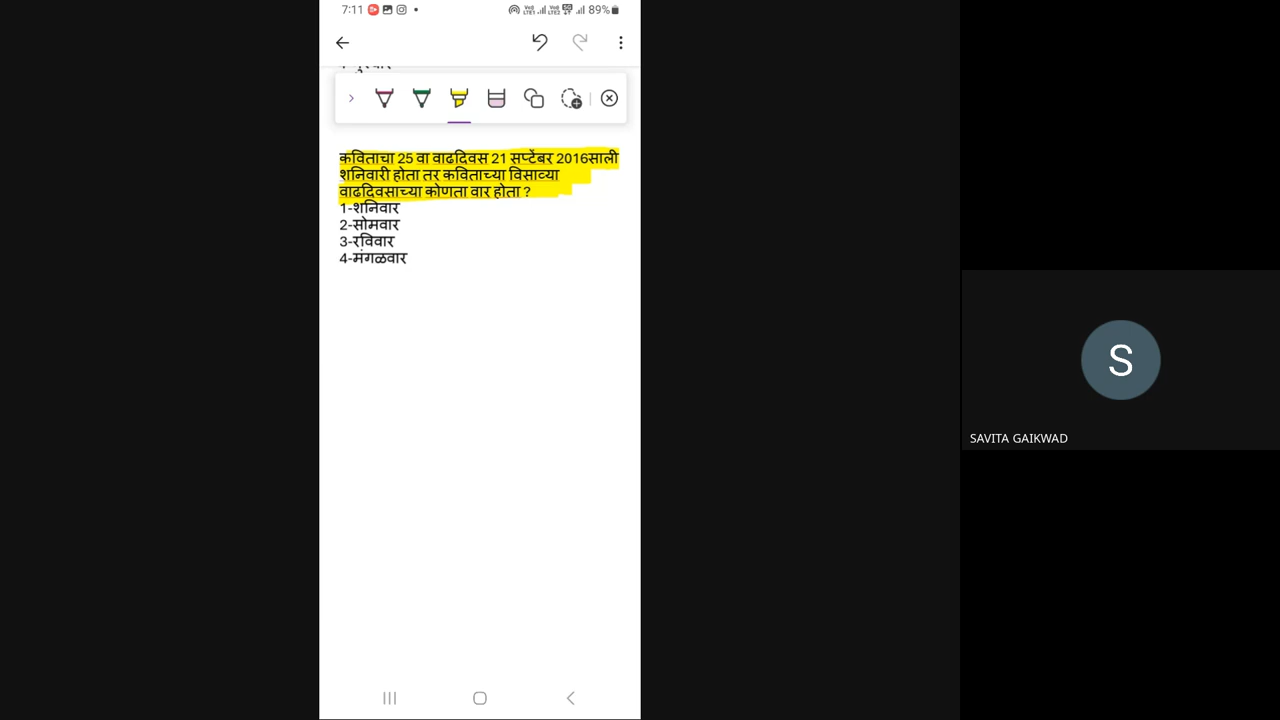 7:11
89%
कविताचा 25 वा वाढदिवस 21 सप्टेंबर 2016साली
शनिवारी होता तर कविताच्या विसाव्या
वाढदिवसाच्या कोणता वार होता ?
1-शनिवार
2-सोमवार
3-रविवार
4-मंगळवार
S
SAVITA GAIKWAD